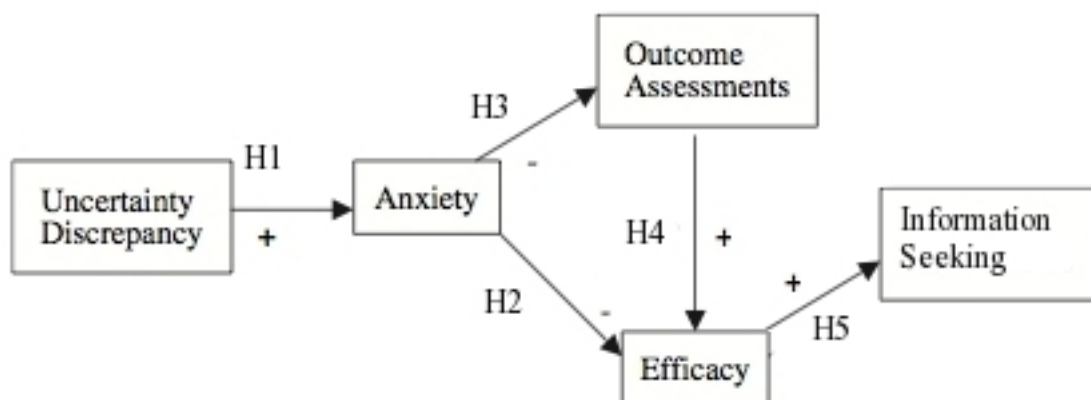 Outcome
Assessments
H3
-
H1
Uncertainty
Discrepancy
+
Anxiety
H4
+
Information
Seeking
H2
-
+
H5
Efficacy